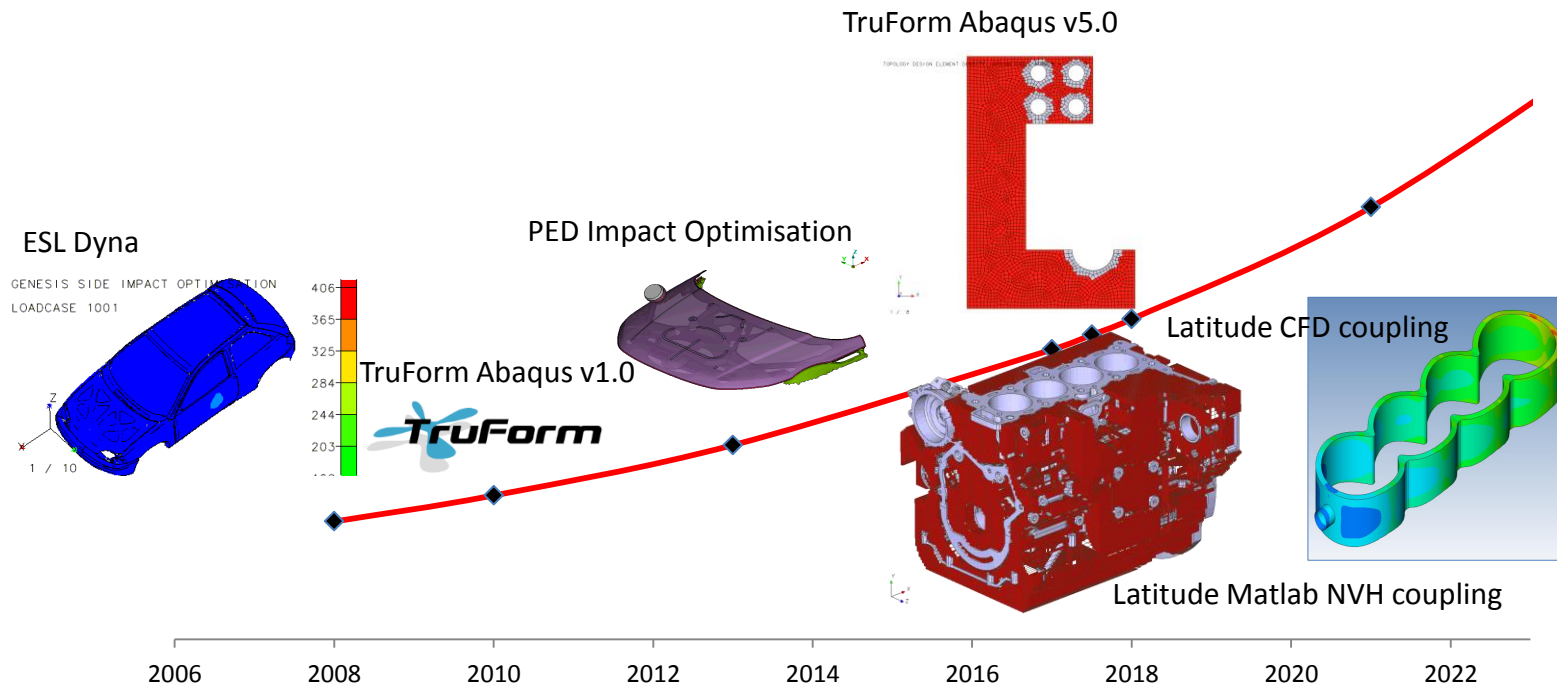 TruForm Abaqus v5.0
PED Impact Optimisation
ESL Dyna
GENESIS SIDE IMPACT OPTIMISATION
LOADCASE 1001
406
365
325
284
244
203
Z
X
1 / 10
TruForm Abaqus v1.0
TruForm
Latitude CFD coupling
Latitude Matlab NVH coupling
2006 2008 2010 2012 2014 2016 2018 2020 2022